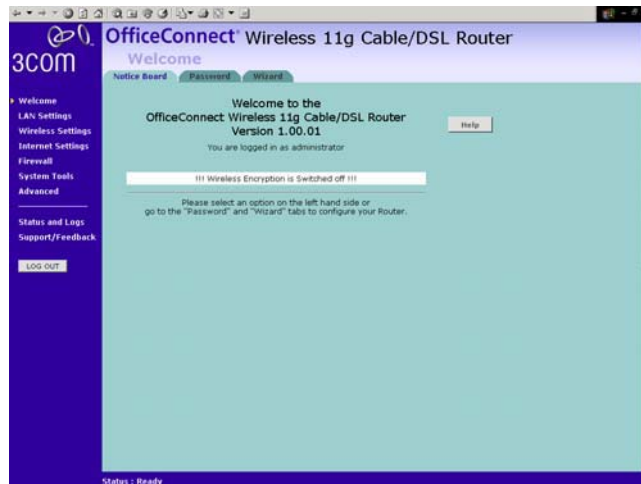 3COM
OfficeConnect® Wireless 11g Cable/DSL Router
Welcome
Notice Board
Password
Wizard
Welcome
LAN Settings
Wireless Settings
Internet Settings
Firewall
System Tools
Advanced
Status and Logs
Support/Feedback
LOG OUT
Welcome to the
OfficeConnect Wireless 11g Cable/DSL Router
Version 1.00.01
You are logged in as administrator
Help
!!! Wireless Encryption is Switched off !!!
Please select an option on the left hand side or
go to the "Password" and "Wizard" tabs to configure your Router.
Status : Ready